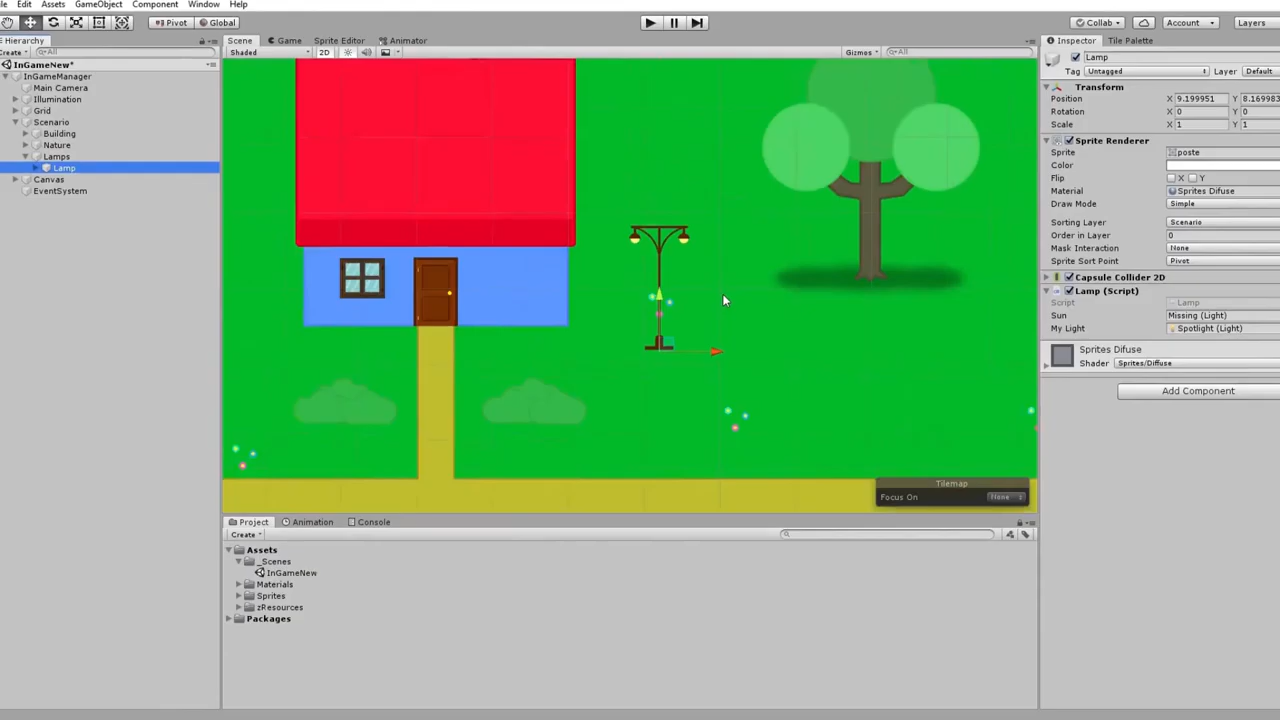 Edit Assets GameObject Component Window Help
Pivot Global Collab Account Layers
Hierarchy Scene Game Sprite Editor Animator Inspector Tile Palette
Create All Shaded 2D Gizmos All Lamp
InGameNew*
Tag Untagged Layer Default
InGameManager
Main Camera
Illumination
Grid
Scenario
Building
Nature
Lamps
Lamp
Canvas
EventSystem
Transform
Position X 9.199951 Y 8.169983
Rotation X 0 Y 0
Scale X 1 Y 1
Sprite Renderer
Sprite poste
Color
Flip X Y
Material Sprites Difuse
Draw Mode Simple
Sorting Layer Scenario
Order in Layer 0
Mask Interaction None
Sprite Sort Point Pivot
Capsule Collider 2D
Lamp (Script)
Script Lamp
Sun Missing (Light)
My Light Spotlight (Light)
Sprites Difuse
Shader Sprites/Diffuse
Add Component
Tilemap
Focus On None
Project Animation Console
Create
Assets
_Scenes
InGameNew
Materials
Sprites
zResources
Packages